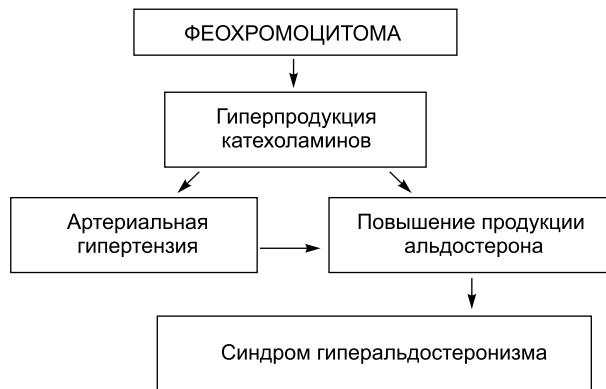 ФЕОХРОМОЦИТОМА
Гиперпродукция
катехоламинов
Артериальная
гипертензия
Повышение продукции
альдостерона
Синдром гиперальдостеронизма